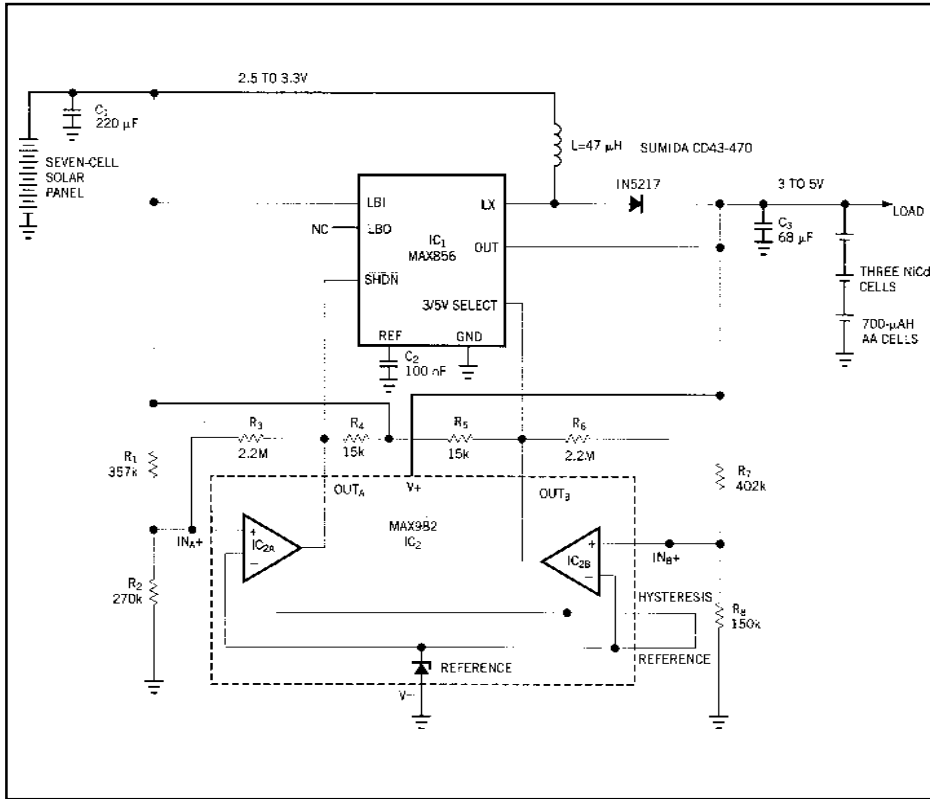 2.5 TO 3.3V
C1
220 µF
SEVEN-CELL
SOLAR
PANEL
L=47 µH
SUMIDA CD43-470
IN5217
3 TO 5V
LOAD
C3
68 µF
THREE NiCd
CELLS
700-µAH
AA CELLS
LBI
LX
NC
LBO
IC1
MAX856
OUT
SHDN
3/5V SELECT
REF
GND
C2
100 nF
R3
2.2M
R4
15k
R5
15k
R6
2.2M
R1
357k
R7
402k
OUTA
V+
OUTB
MAX982
IC2
INA+
+
IC2A
−
+
IC2B
−
INB+
R2
270k
HYSTERESIS
R8
150k
REFERENCE
REFERENCE
V−